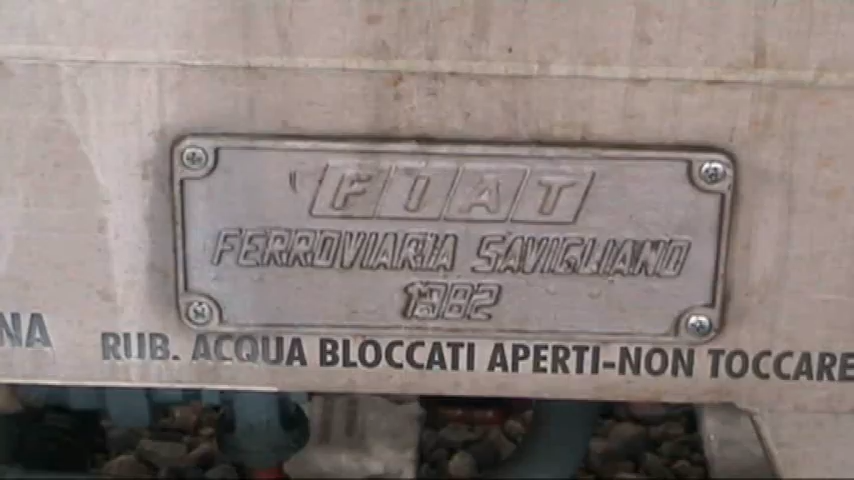 FIAT
FERROVIARIA SAVIGLIANO
1982
NA
RUB. ACQUA BLOCCATI APERTI-NON TOCCARE